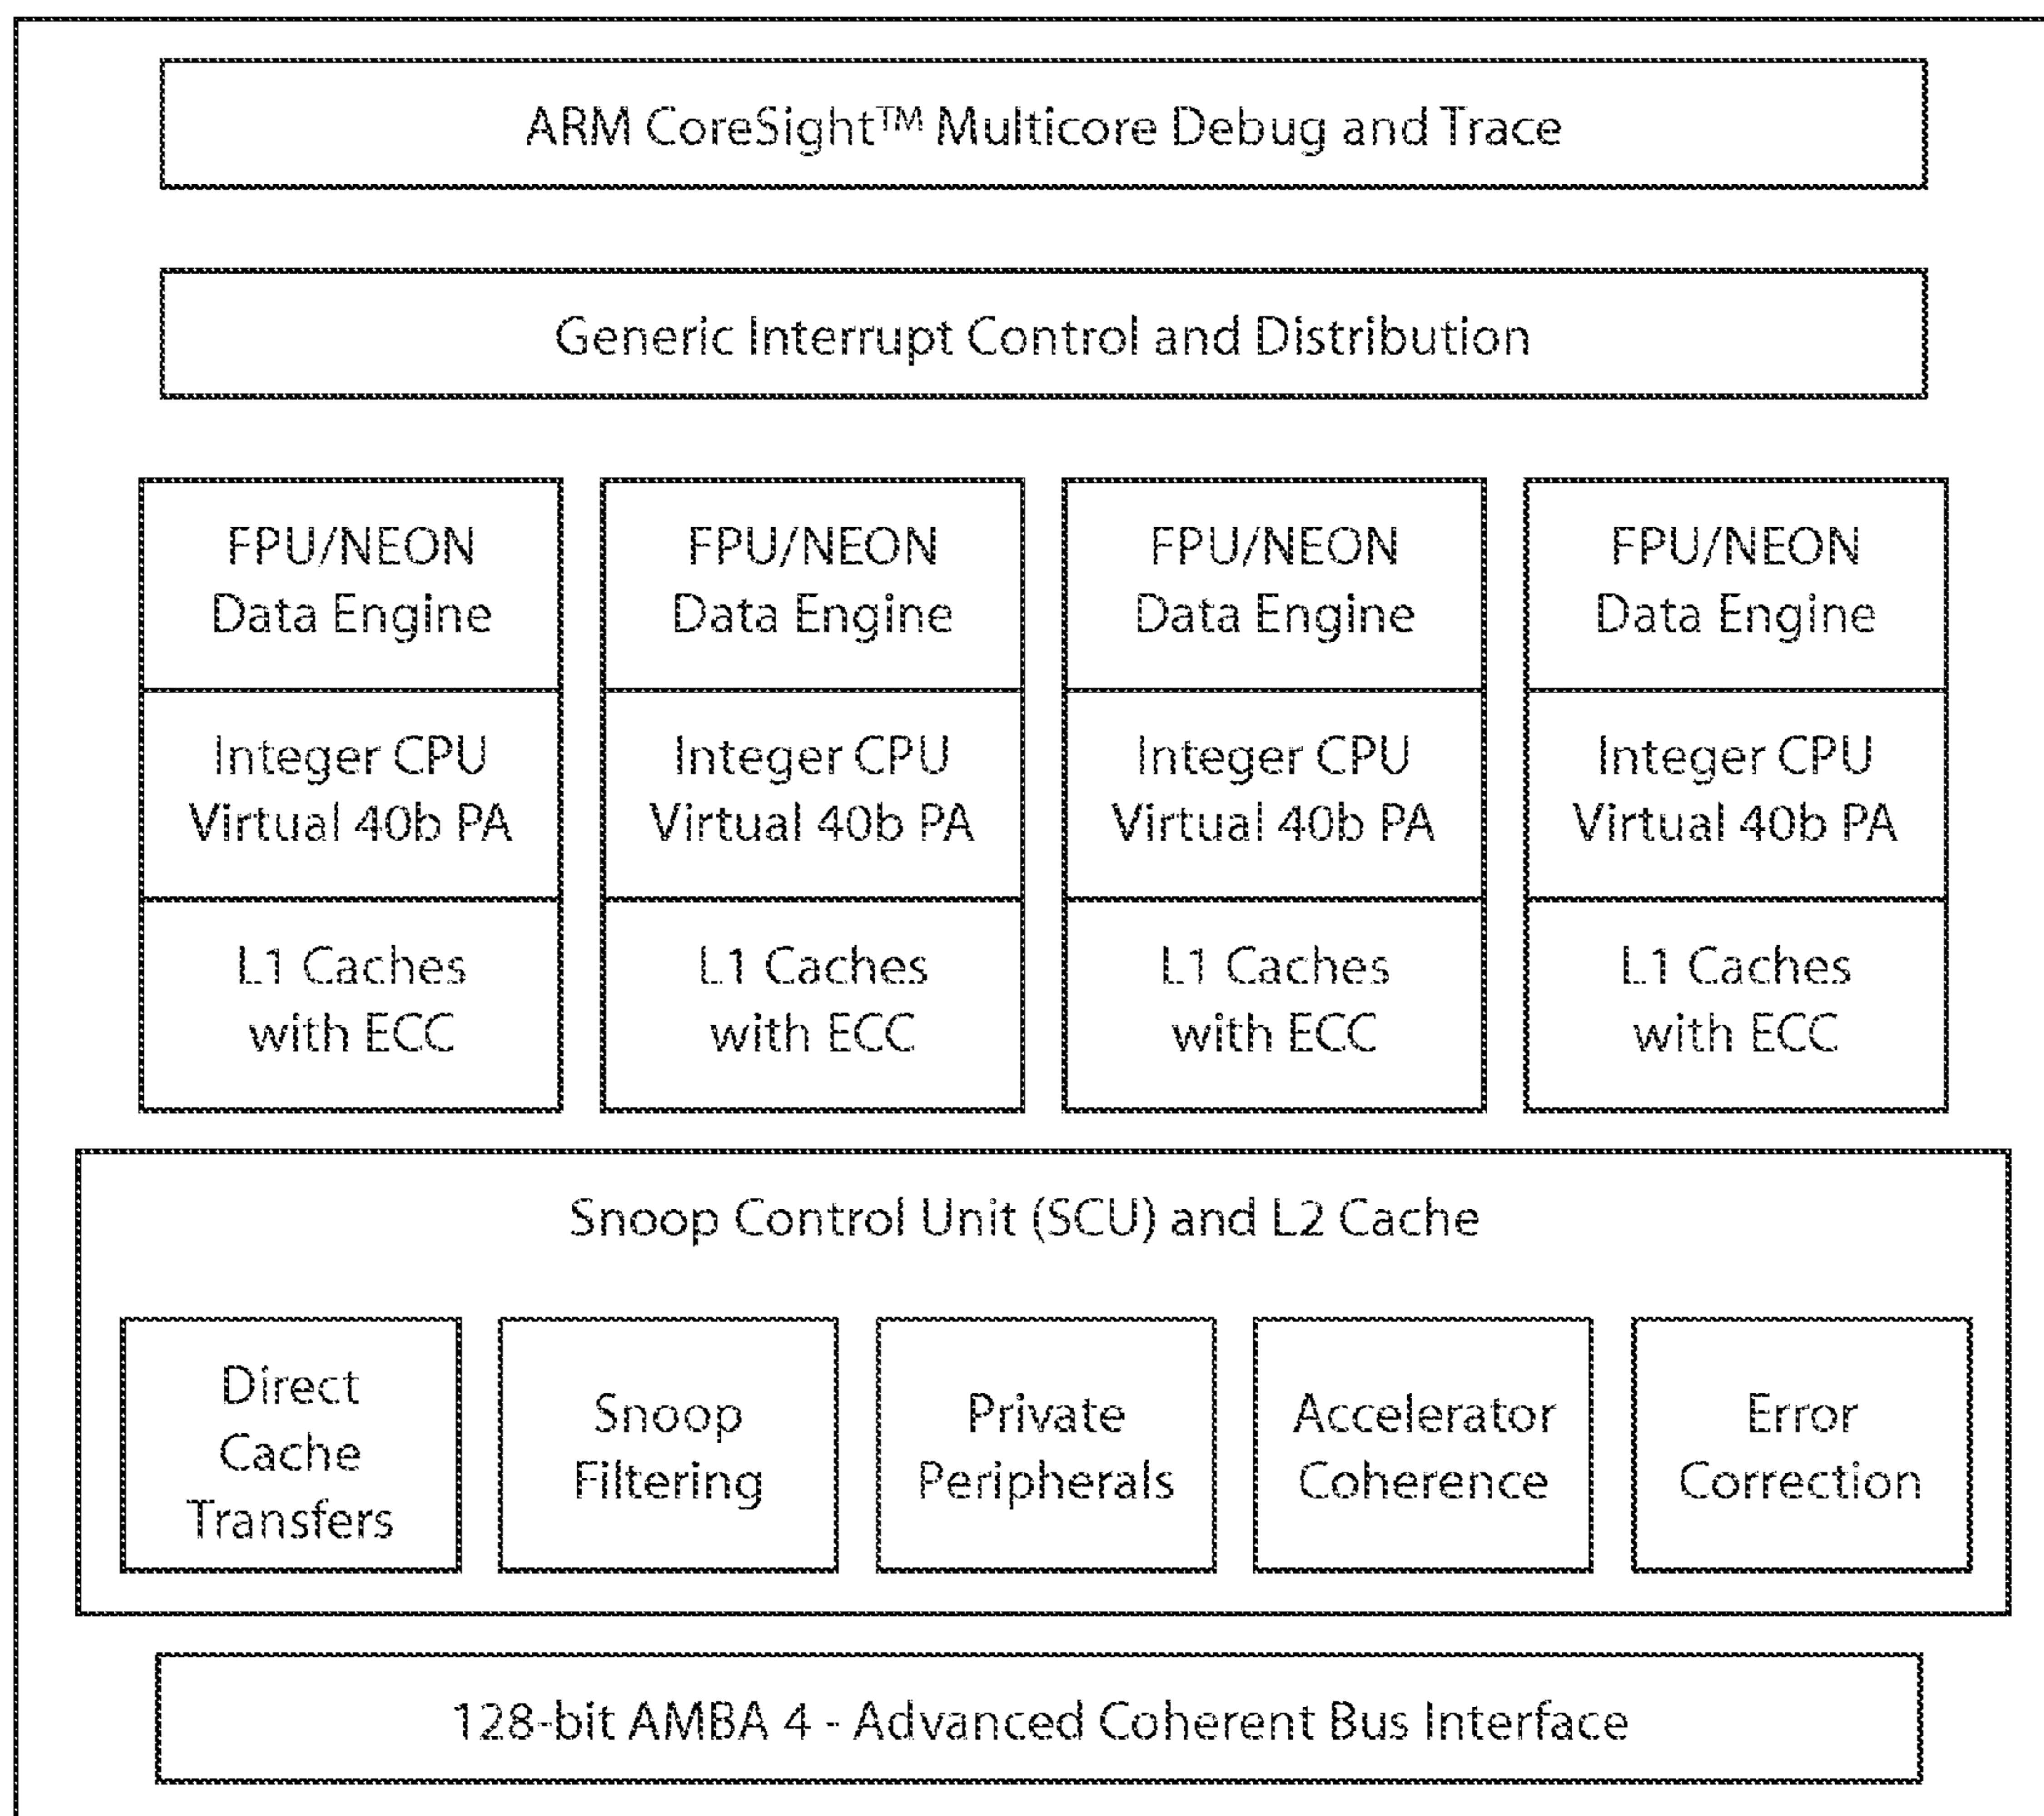 ARM CoreSight™ Multicore Debug and Trace
Generic Interrupt Control and Distribution
FPU/NEON
Data Engine
Integer CPU
Virtual 40b PA
L1 Caches
with ECC
FPU/NEON
Data Engine
Integer CPU
Virtual 40b PA
L1 Caches
with ECC
FPU/NEON
Data Engine
Integer CPU
Virtual 40b PA
L1 Caches
with ECC
FPU/NEON
Data Engine
Integer CPU
Virtual 40b PA
L1 Caches
with ECC
Snoop Control Unit (SCU) and L2 Cache
Direct
Cache
Transfers
Snoop
Filtering
Private
Peripherals
Accelerator
Coherence
Error
Correction
128-bit AMBA 4 - Advanced Coherent Bus Interface